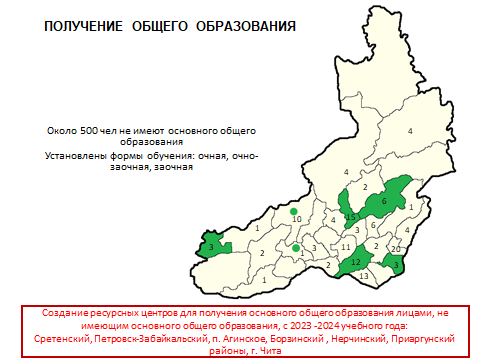 ПОЛУЧЕНИЕ ОБЩЕГО ОБРАЗОВАНИЯ
Около 500 чел не имеют основного общего
образования
Установлены формы обучения: очная, очно-
заочная, заочная
4
4
2
6
1
15
10
4
3
6
4
1
3
2
1
3
11
2
20
12
3
2
13
Создание ресурсных центров для получения основного общего образования лицами, не
имеющим основного общего образования, с 2023 -2024 учебного года:
Сретенский, Петровск-Забайкальский, п. Агинское, Борзинский , Нерчинский, Приаргунский
районы, г. Чита